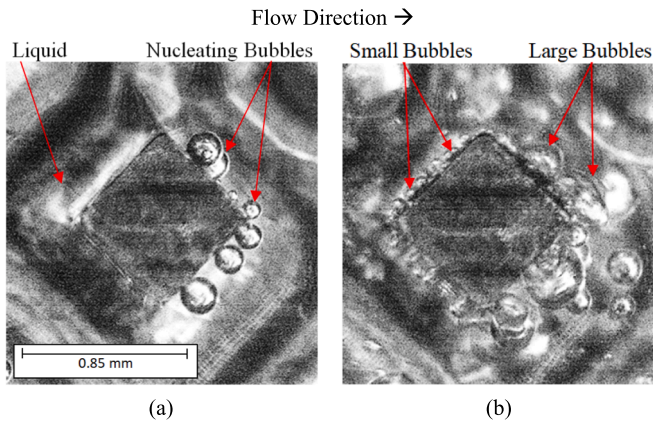 Flow Direction →
Liquid
Nucleating Bubbles
Small Bubbles
Large Bubbles
0.85 mm
(a)
(b)